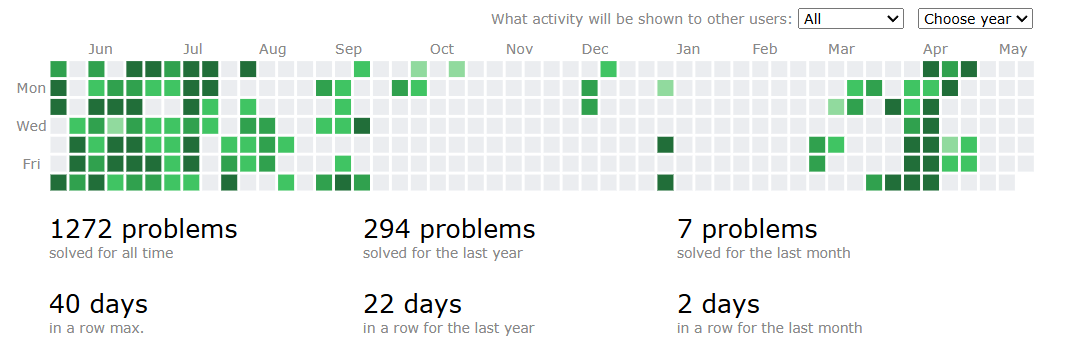 What activity will be shown to other users: All Choose year
Jun Jul Aug Sep Oct Nov Dec Jan Feb Mar Apr May
Mon
Wed
Fri
1272 problems 294 problems 7 problems
solved for all time solved for the last year solved for the last month
40 days 22 days 2 days
in a row max. in a row for the last year in a row for the last month